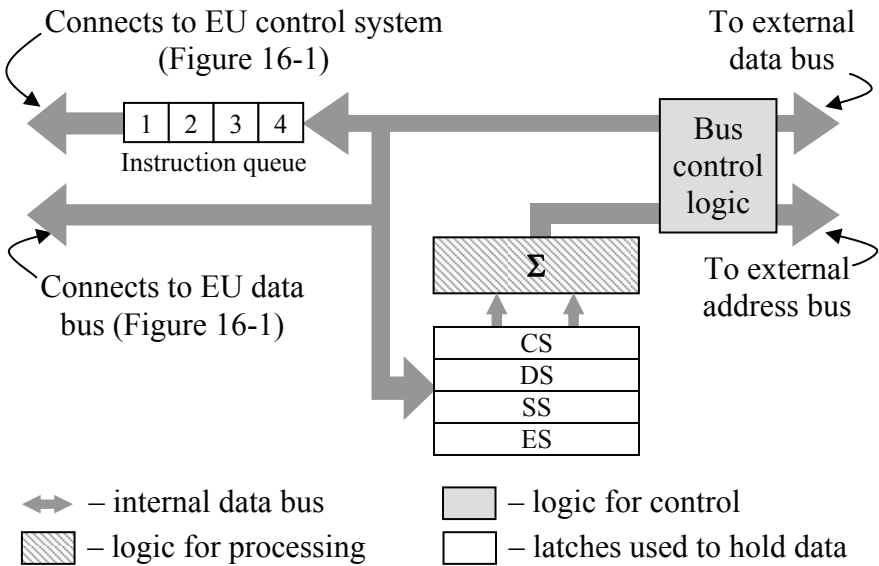 Connects to EU control system
(Figure 16-1)
To external
data bus
1 2 3 4
Instruction queue
Bus
control
logic
Σ
Connects to EU data
bus (Figure 16-1)
To external
address bus
CS
DS
SS
ES
– internal data bus
– logic for control
– logic for processing
– latches used to hold data